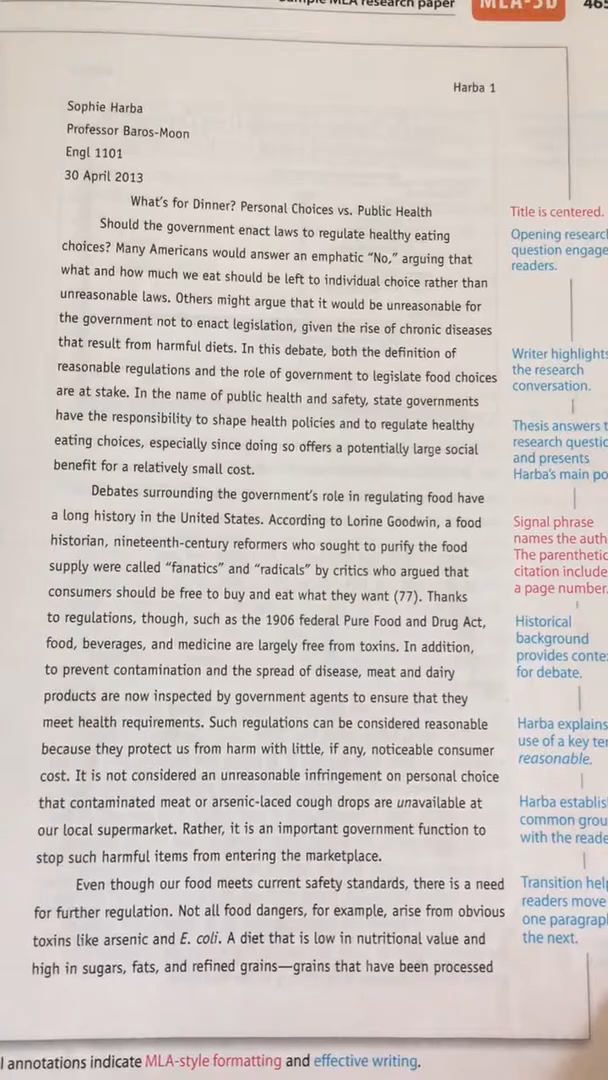 MLA research paper
MLA-5b
Harba 1
Sophie Harba
Professor Baros-Moon
Engl 1101
30 April 2013
What's for Dinner? Personal Choices vs. Public Health
Should the government enact laws to regulate healthy eating
choices? Many Americans would answer an emphatic “No,” arguing that
what and how much we eat should be left to individual choice rather than
unreasonable laws. Others might argue that it would be unreasonable for
the government not to enact legislation, given the rise of chronic diseases
that result from harmful diets. In this debate, both the definition of
reasonable regulations and the role of government to legislate food choices
are at stake. In the name of public health and safety, state governments
have the responsibility to shape health policies and to regulate healthy
eating choices, especially since doing so offers a potentially large social
benefit for a relatively small cost.
Debates surrounding the government's role in regulating food have
a long history in the United States. According to Lorine Goodwin, a food
historian, nineteenth-century reformers who sought to purify the food
supply were called “fanatics” and “radicals” by critics who argued that
consumers should be free to buy and eat what they want (77). Thanks
to regulations, though, such as the 1906 federal Pure Food and Drug Act,
food, beverages, and medicine are largely free from toxins. In addition,
to prevent contamination and the spread of disease, meat and dairy
products are now inspected by government agents to ensure that they
meet health requirements. Such regulations can be considered reasonable
because they protect us from harm with little, if any, noticeable consumer
cost. It is not considered an unreasonable infringement on personal choice
that contaminated meat or arsenic-laced cough drops are unavailable at
our local supermarket. Rather, it is an important government function to
stop such harmful items from entering the marketplace.
Even though our food meets current safety standards, there is a need
for further regulation. Not all food dangers, for example, arise from obvious
toxins like arsenic and E. coli. A diet that is low in nutritional value and
high in sugars, fats, and refined grains—grains that have been processed
Title is centered.
Opening research
question engage
readers.
Writer highlights
the research
conversation.
Thesis answers t
research questio
and presents
Harba's main po
Signal phrase
names the auth
The parenthetic
citation include
a page number.
Historical
background
provides conte
for debate.
Harba explains
use of a key ter
reasonable.
Harba establis
common grou
with the reade
Transition help
readers move
one paragrap
the next.
l annotations indicate MLA-style formatting and effective writing.